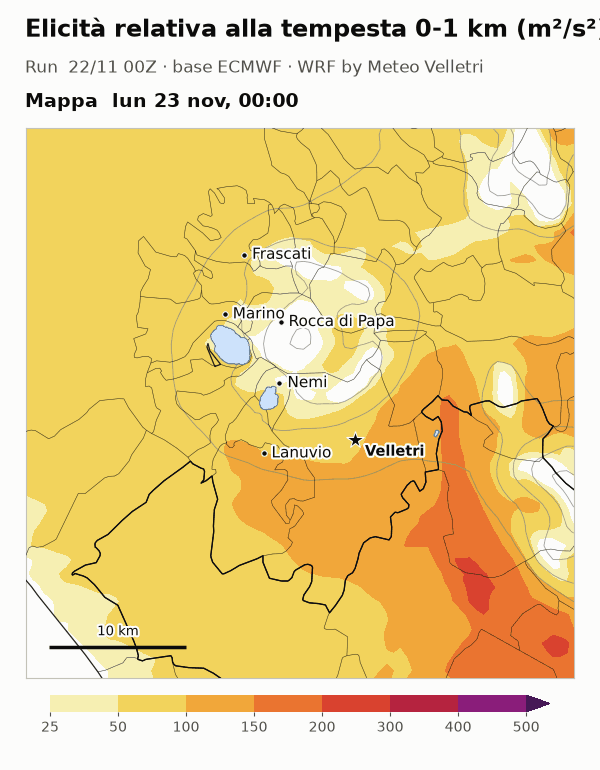 Elicità relativa alla tempesta 0-1 km (m²/s²)
Run  22/11 00Z · base ECMWF · WRF by Meteo Velletri
Mappa  lun 23 nov, 00:00
Frascati
Marino
Rocca di Papa
Nemi
Lanuvio
Velletri
10 km
25 50 100 150 200 300 400 500